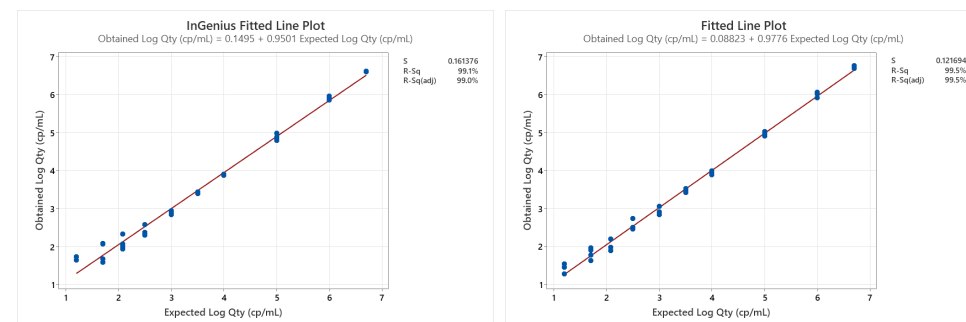 InGenius Fitted Line Plot
Obtained Log Qty (cp/mL) = 0.1495 + 0.9501 Expected Log Qty (cp/mL)
S 0.161376
R-Sq 99.1%
R-Sq(adj) 99.0%
7
6
5
4
3
2
1
Obtained Log Qty (cp/mL)
1 2 3 4 5 6 7
Expected Log Qty (cp/mL)
Fitted Line Plot
Obtained Log Qty (cp/mL) = 0.08823 + 0.9776 Expected Log Qty (cp/mL)
S 0.121694
R-Sq 99.5%
R-Sq(adj) 99.5%
7
6
5
4
3
2
1
Obtained Log Qty (cp/mL)
1 2 3 4 5 6 7
Expected Log Qty (cp/mL)